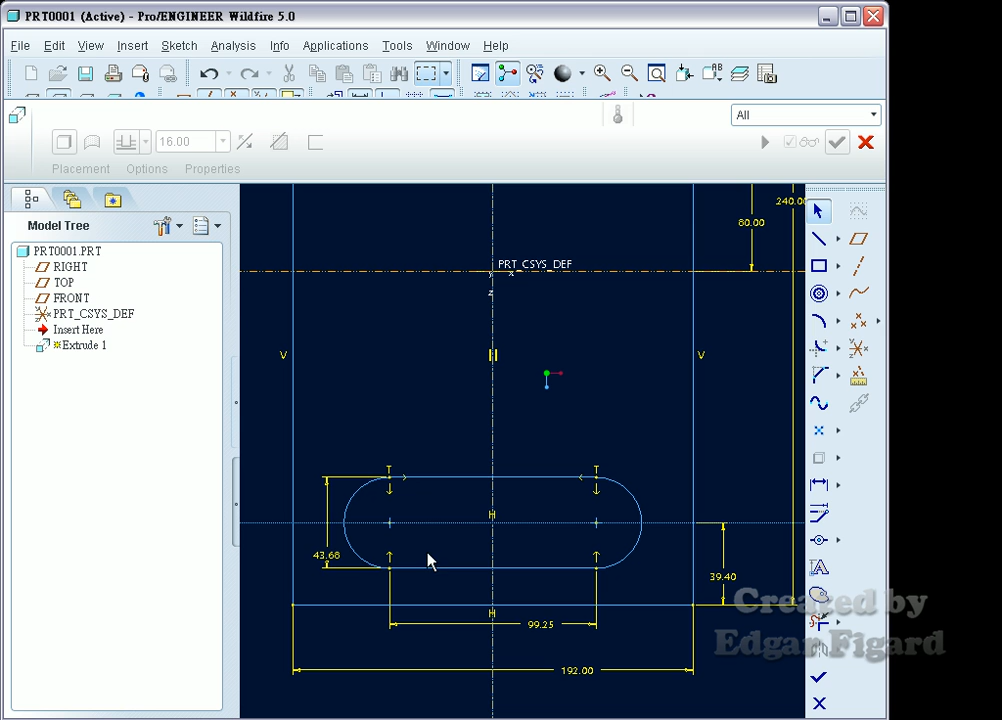 PRT0001 (Active) - Pro/ENGINEER Wildfire 5.0
File Edit View Insert Sketch Analysis Info Applications Tools Window Help
All
16.00
Placement Options Properties
Model Tree
PRT0001.PRT
RIGHT
TOP
FRONT
PRT_CSYS_DEF
Insert Here
Extrude 1
240.00
80.00
PRT_CSYS_DEF
Y
X
Z
V
V
T
T
H
43.66
39.40
H
99.25
192.00
Created by
Edgar Figard